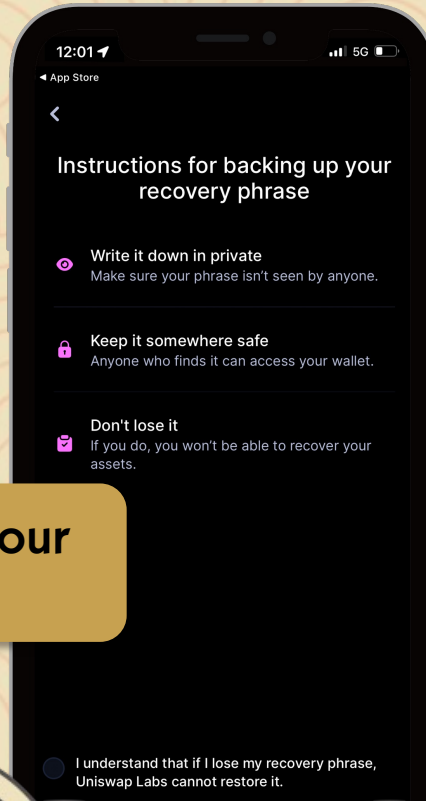 12:01
5G
◀ App Store
Instructions for backing up your
recovery phrase
Write it down in private
Make sure your phrase isn’t seen by anyone.
Keep it somewhere safe
Anyone who finds it can access your wallet.
Don't lose it
If you do, you won’t be able to recover your
assets.
our
I understand that if I lose my recovery phrase,
Uniswap Labs cannot restore it.